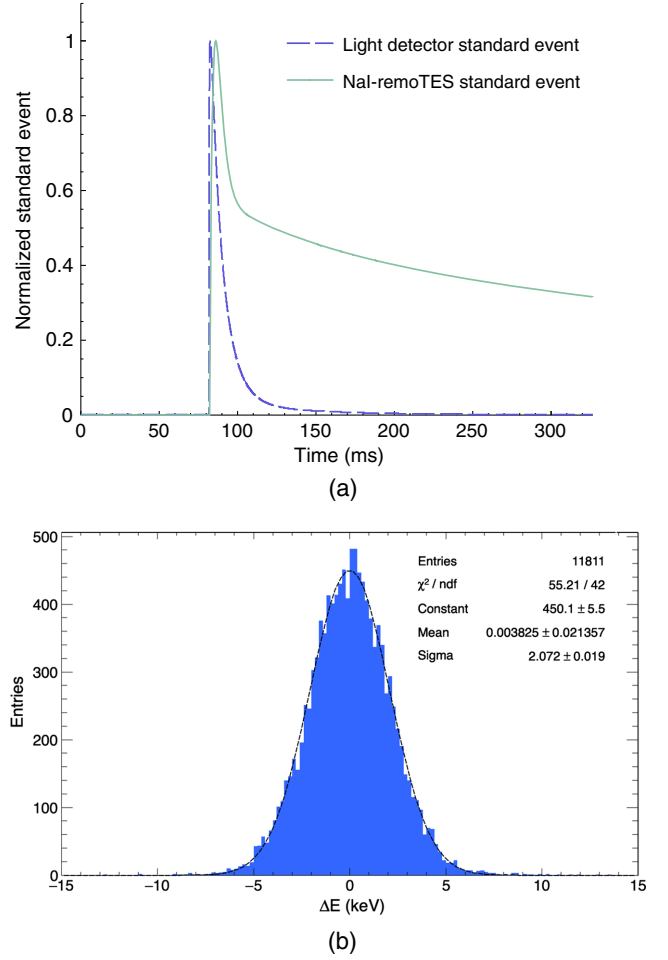 Light detector standard event
NaI-remoTES standard event
Normalized standard event
1
0.8
0.6
0.4
0.2
0
0 50 100 150 200 250 300
Time (ms)
(a)
Entries 11811
χ² / ndf 55.21 / 42
Constant 450.1 ± 5.5
Mean 0.003825 ± 0.021357
Sigma 2.072 ± 0.019
Entries
500
400
300
200
100
0
−15 −10 −5 0 5 10 15
ΔE (keV)
(b)